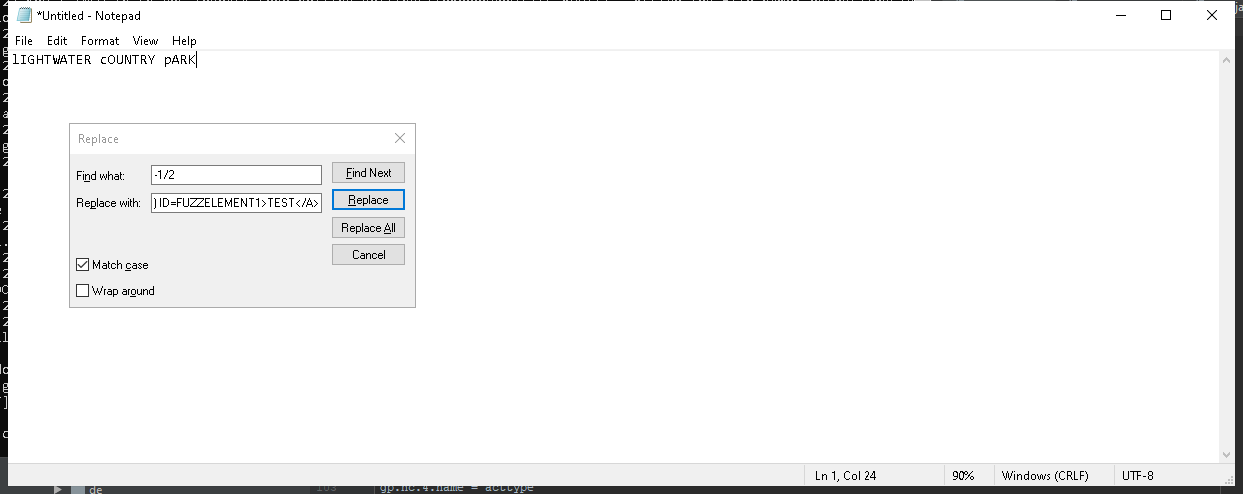 *Untitled - Notepad
File Edit Format View Help
lIGHTWATER cOUNTRY pARK
Replace
Find what: -1/2 Find Next
Replace with: )ID=FUZZELEMENT1>TEST</A> Replace
Replace All
Cancel
Match case
Wrap around
Ln 1, Col 24 90% Windows (CRLF) UTF-8
de 103 gp.nc.4.name = acctype